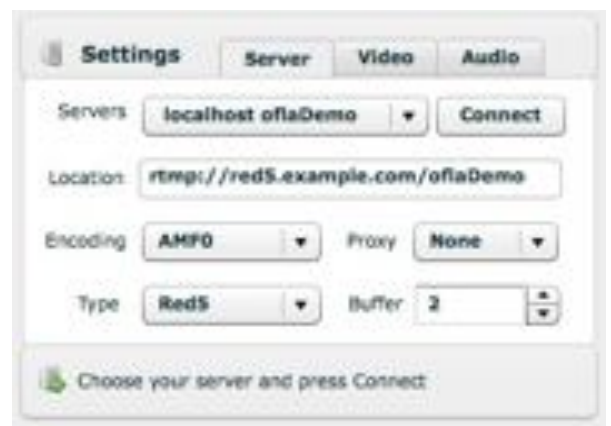 Settings Server Video Audio
Servers localhost oflaDemo Connect
Location rtmp://red5.example.com/oflaDemo
Encoding AMF0 Proxy None
Type Red5 Buffer 2
Choose your server and press Connect